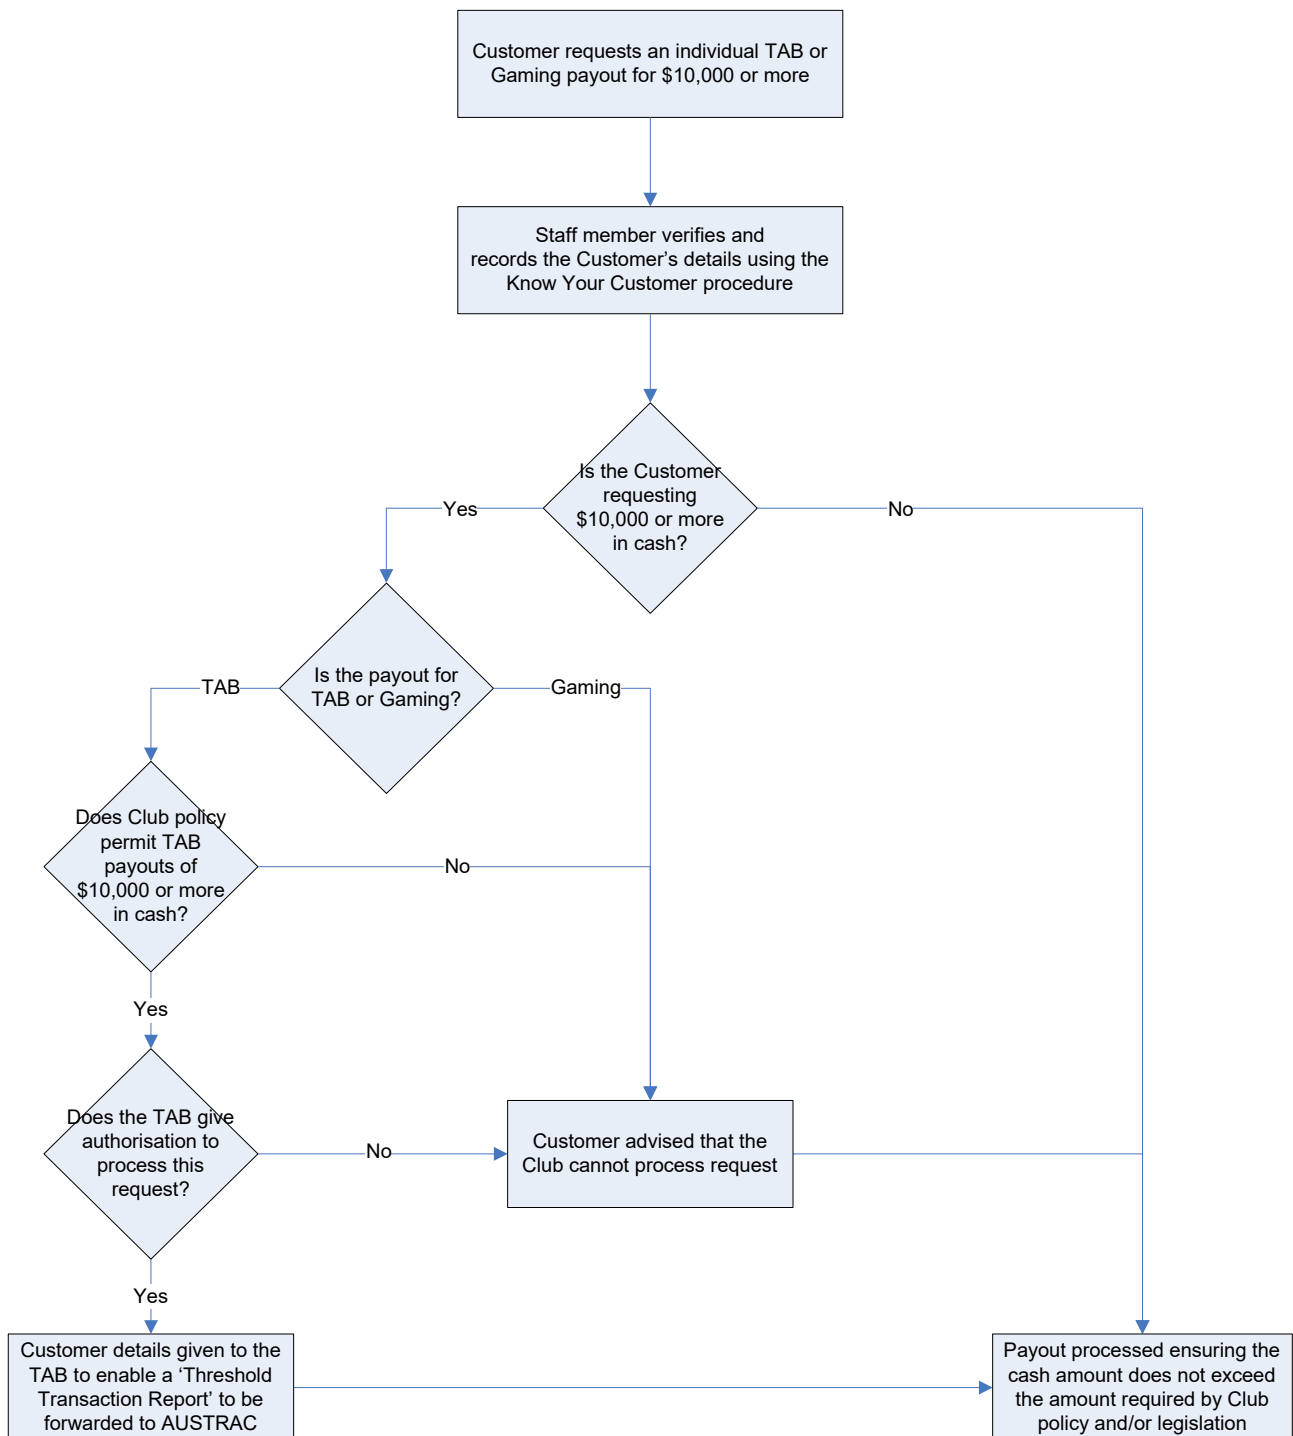 Customer requests an individual TAB or
Gaming payout for $10,000 or more
Staff member verifies and
records the Customer’s details using the
Know Your Customer procedure
Is the Customer
requesting
$10,000 or more
in cash?
Yes
No
Is the payout for
TAB or Gaming?
TAB
Gaming
Does Club policy
permit TAB
payouts of
$10,000 or more
in cash?
No
Yes
Does the TAB give
authorisation to
process this
request?
No
Customer advised that the
Club cannot process request
Yes
Customer details given to the
TAB to enable a ‘Threshold
Transaction Report’ to be
forwarded to AUSTRAC
Payout processed ensuring the
cash amount does not exceed
the amount required by Club
policy and/or legislation